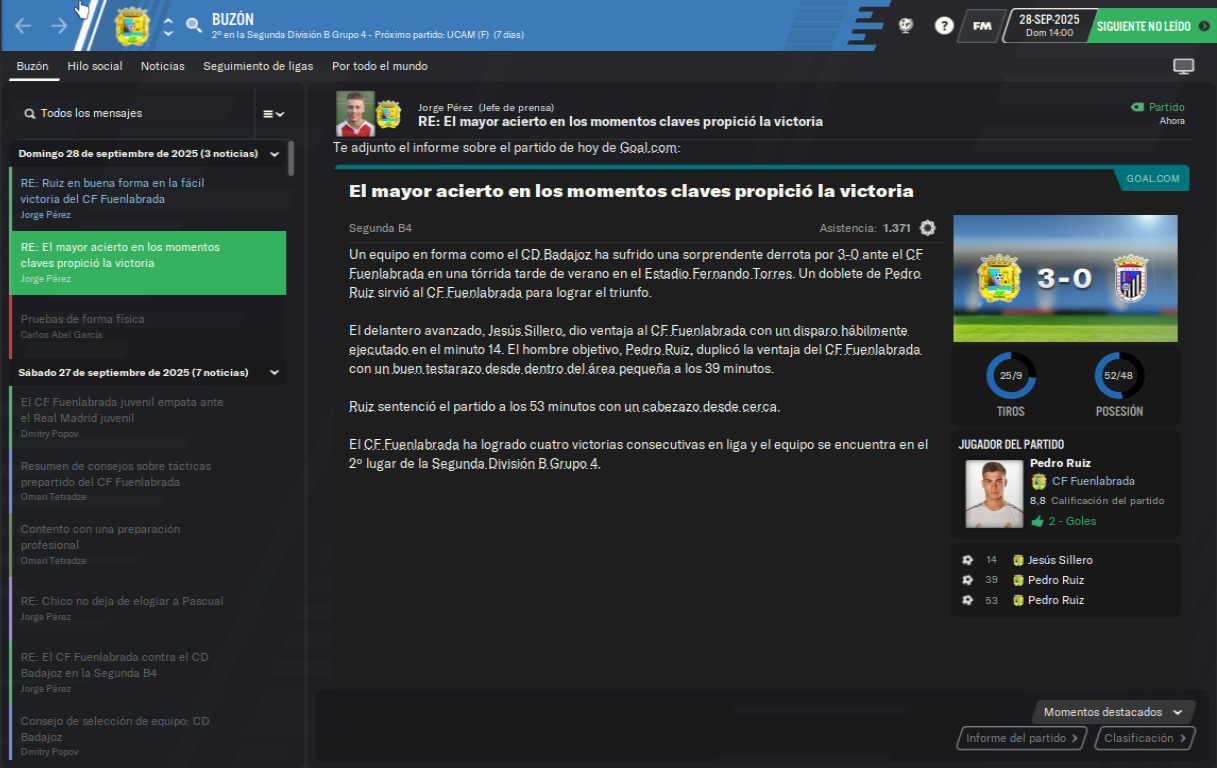 BUZÓN
2º en la Segunda División B Grupo 4 - Próximo partido: UCAM (F) (7 días)
?
FM
28-SEP-2025
Dom 14:00
SIGUIENTE NO LEÍDO
Buzón
Hilo social
Noticias
Seguimiento de ligas
Por todo el mundo
Todos los mensajes
Domingo 28 de septiembre de 2025 (3 noticias)
RE: Ruiz en buena forma en la fácil
victoria del CF Fuenlabrada
Jorge Pérez
RE: El mayor acierto en los momentos
claves propició la victoria
Jorge Pérez
Pruebas de forma física
Carlos Abel García
Sábado 27 de septiembre de 2025 (7 noticias)
El CF Fuenlabrada juvenil empata ante
el Real Madrid juvenil
Dmitry Popov
Resumen de consejos sobre tácticas
prepartido del CF Fuenlabrada
Omari Tetradze
Contento con una preparación
profesional
Omari Tetradze
RE: Chico no deja de elogiar a Pascual
Jorge Pérez
RE: El CF Fuenlabrada contra el CD
Badajoz en la Segunda B4
Jorge Pérez
Consejo de selección de equipo: CD
Badajoz
Dmitry Popov
Jorge Pérez (Jefe de prensa)
RE: El mayor acierto en los momentos claves propició la victoria
Partido
Ahora
Te adjunto el informe sobre el partido de hoy de Goal.com:
GOAL.COM
El mayor acierto en los momentos claves propició la victoria
Segunda B4
Asistencia: 1.371
Un equipo en forma como el CD Badajoz ha sufrido una sorprendente derrota por 3-0 ante el CF
Fuenlabrada en una tórrida tarde de verano en el Estadio Fernando Torres. Un doblete de Pedro
Ruiz sirvió al CF Fuenlabrada para lograr el triunfo.
El delantero avanzado, Jesús Sillero, dio ventaja al CF Fuenlabrada con un disparo hábilmente
ejecutado en el minuto 14. El hombre objetivo, Pedro Ruiz, duplicó la ventaja del CF Fuenlabrada
con un buen testarazo desde dentro del área pequeña a los 39 minutos.
Ruiz sentenció el partido a los 53 minutos con un cabezazo desde cerca.
El CF Fuenlabrada ha logrado cuatro victorias consecutivas en liga y el equipo se encuentra en el
2º lugar de la Segunda División B Grupo 4.
3-0
25/9
TIROS
52/48
POSESIÓN
JUGADOR DEL PARTIDO
Pedro Ruiz
CF Fuenlabrada
8,8 Calificación del partido
2 - Goles
14 Jesús Sillero
39 Pedro Ruiz
53 Pedro Ruiz
Momentos destacados
Informe del partido
Clasificación